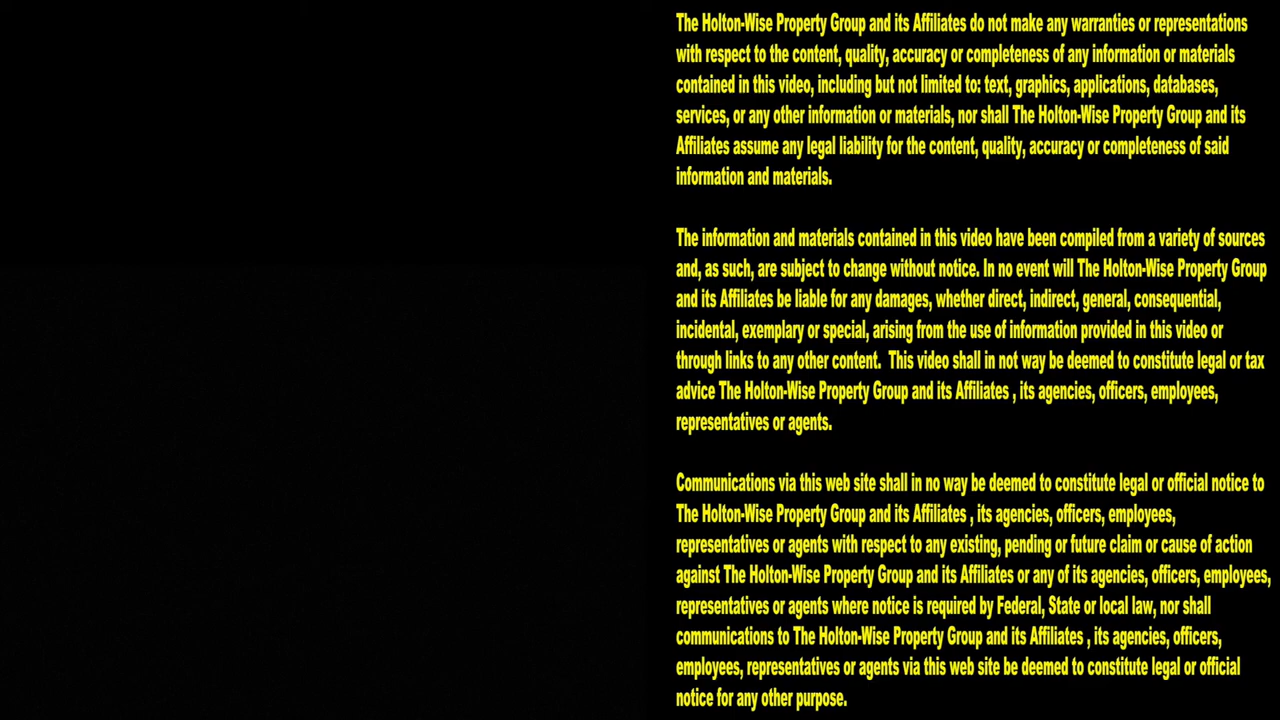 The Holton-Wise Property Group and its Affiliates do not make any warranties or representations
with respect to the content, quality, accuracy or completeness of any information or materials
contained in this video, including but not limited to: text, graphics, applications, databases,
services, or any other information or materials, nor shall The Holton-Wise Property Group and its
Affiliates assume any legal liability for the content, quality, accuracy or completeness of said
information and materials.
The information and materials contained in this video have been compiled from a variety of sources
and, as such, are subject to change without notice. In no event will The Holton-Wise Property Group
and its Affiliates be liable for any damages, whether direct, indirect, general, consequential,
incidental, exemplary or special, arising from the use of information provided in this video or
through links to any other content.  This video shall in not way be deemed to constitute legal or tax
advice The Holton-Wise Property Group and its Affiliates , its agencies, officers, employees,
representatives or agents.
Communications via this web site shall in no way be deemed to constitute legal or official notice to
The Holton-Wise Property Group and its Affiliates , its agencies, officers, employees,
representatives or agents with respect to any existing, pending or future claim or cause of action
against The Holton-Wise Property Group and its Affiliates or any of its agencies, officers, employees,
representatives or agents where notice is required by Federal, State or local law, nor shall
communications to The Holton-Wise Property Group and its Affiliates , its agencies, officers,
employees, representatives or agents via this web site be deemed to constitute legal or official
notice for any other purpose.